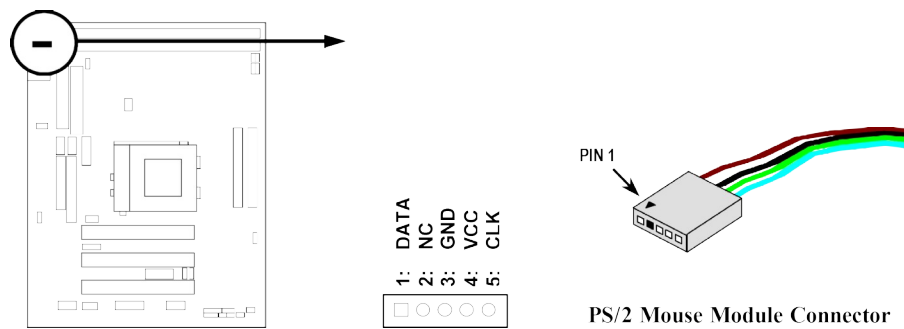 PIN 1
1: DATA
2: NC
3: GND
4: VCC
5: CLK
PS/2 Mouse Module Connector